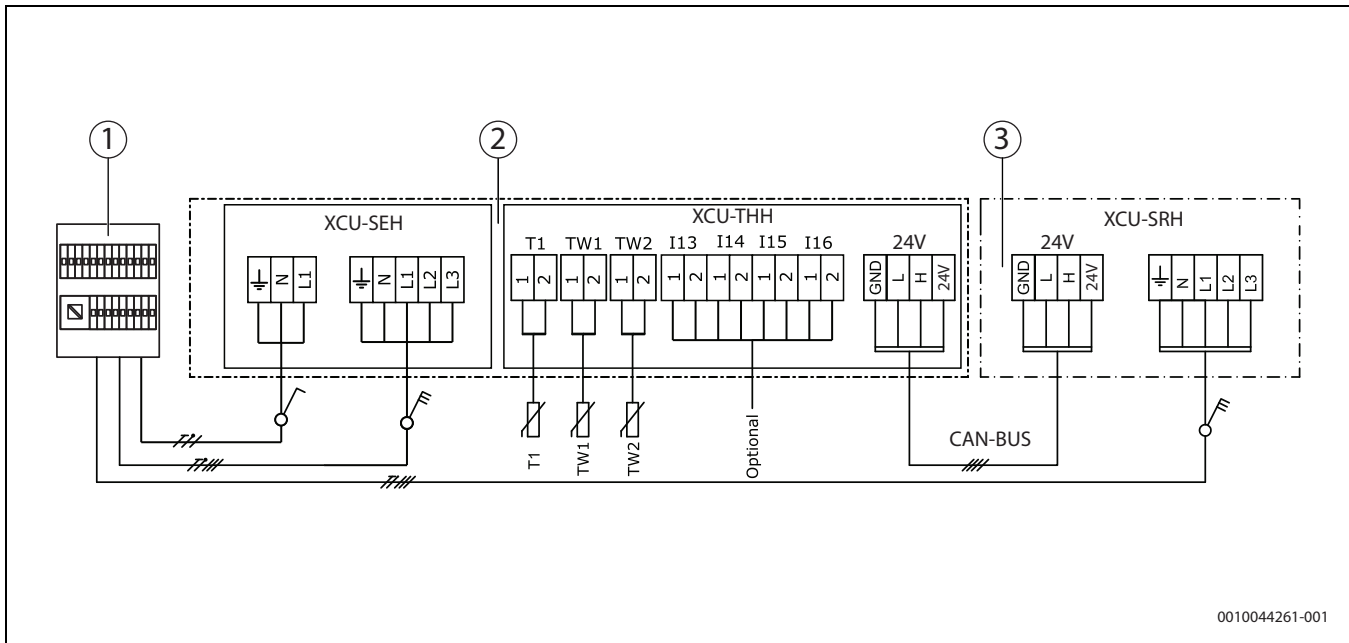 1 2 3
XCU-SEH XCU-THH XCU-SRH
T1 TW1 TW2 I13 I14 I15 I16 24V 24V
N L1
N L1 L2 L3
1 2 1 2 1 2
1 2 1 2 1 2 1 2
GND L H 24V
GND L H 24V
N L1 L2 L3
T1 TW1 TW2 Optional
CAN-BUS
0010044261-001